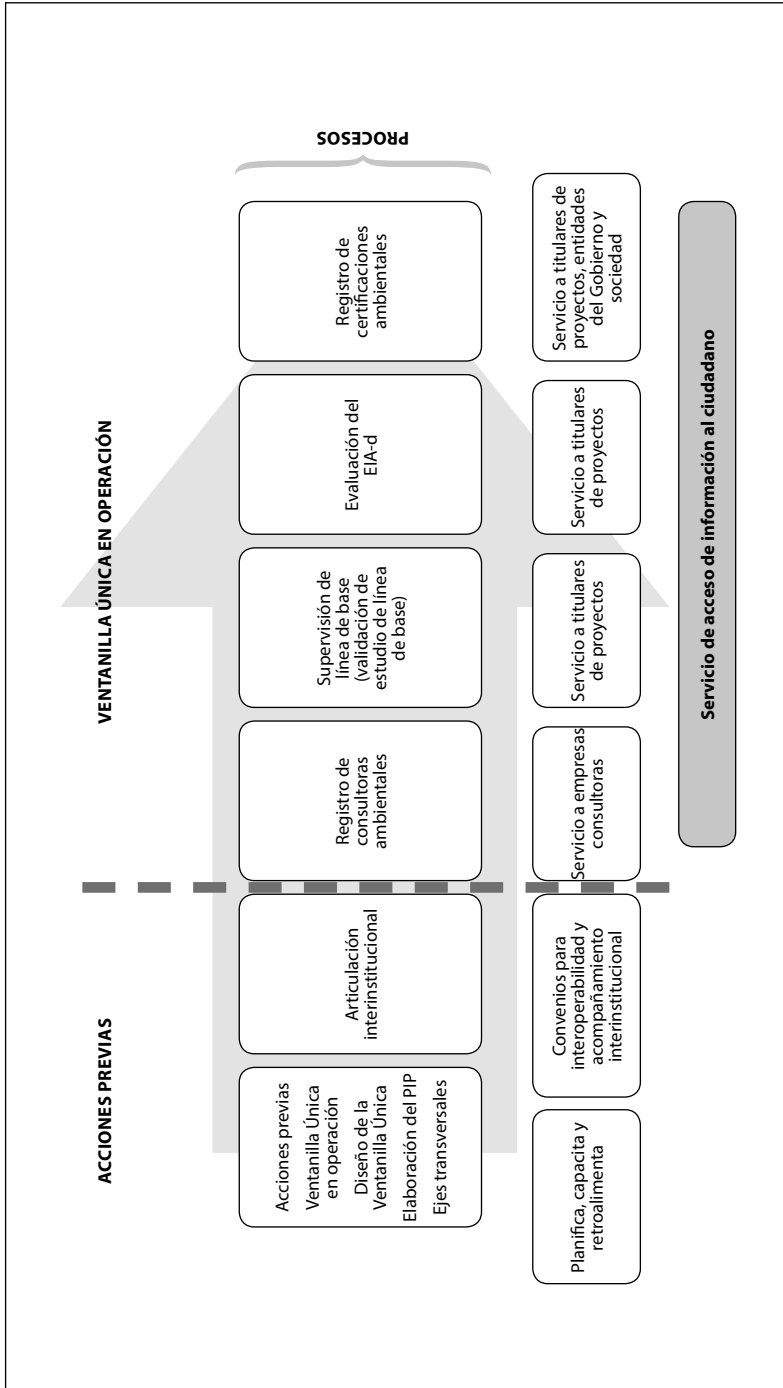 ACCIONES PREVIAS
VENTANILLA ÚNICA EN OPERACIÓN
Acciones previas
Ventanilla Única
en operación
Diseño de la
Ventanilla Única
Elaboración del PIP
Ejes transversales
Articulación
interinstitucional
Registro de
consultoras
ambientales
Supervisión de
línea de base
(validación de
estudio de línea
de base)
Evaluación del
EIA-d
Registro de
certificaciones
ambientales
PROCESOS
Planifica, capacita y
retroalimenta
Convenios para
interoperabilidad y
acompañamiento
interinstitucional
Servicio a empresas
consultoras
Servicio a titulares
de proyectos
Servicio a titulares
de proyectos
Servicio a titulares de
proyectos, entidades
del Gobierno y
sociedad
Servicio de acceso de información al ciudadano